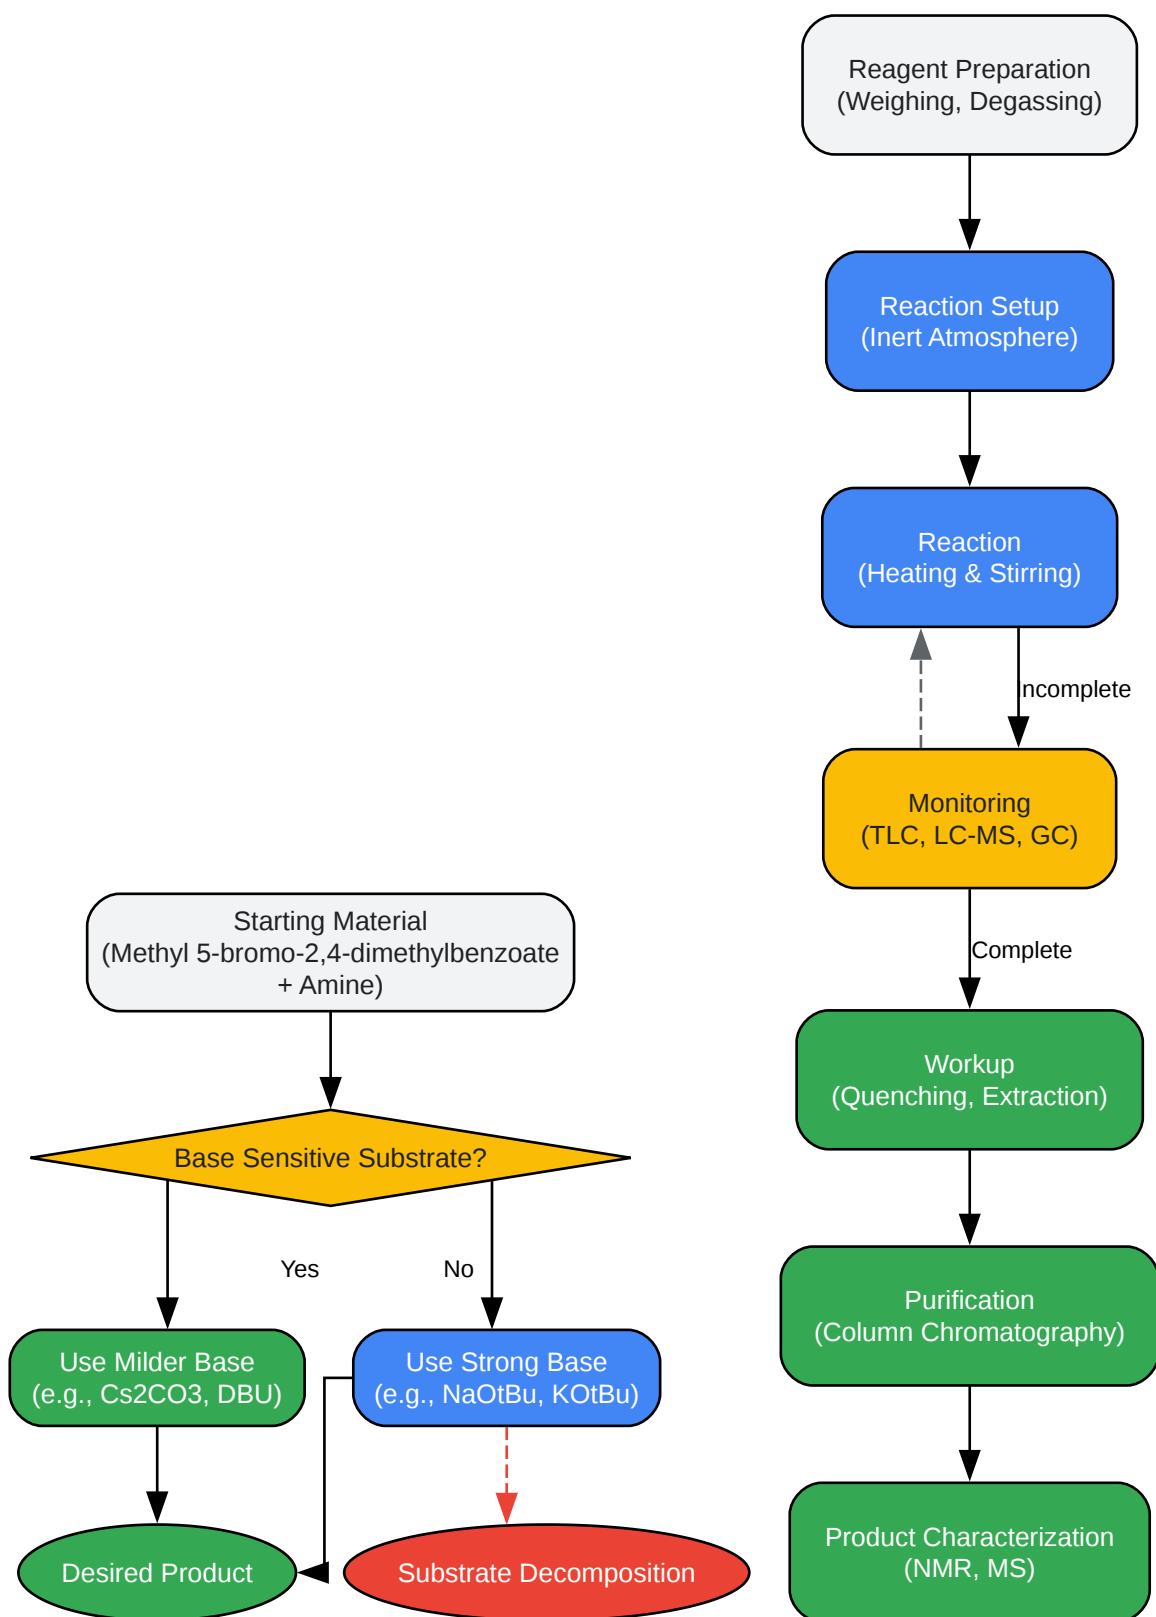 Reagent Preparation
(Weighing, Degassing)
Reaction Setup
(Inert Atmosphere)
Reaction
(Heating & Stirring)
Incomplete
Monitoring
(TLC, LC-MS, GC)
Complete
Workup
(Quenching, Extraction)
Purification
(Column Chromatography)
Product Characterization
(NMR, MS)
Starting Material
(Methyl 5-bromo-2,4-dimethylbenzoate
+ Amine)
Base Sensitive Substrate?
Yes
No
Use Milder Base
(e.g., Cs2CO3, DBU)
Use Strong Base
(e.g., NaOtBu, KOtBu)
Desired Product
Substrate Decomposition